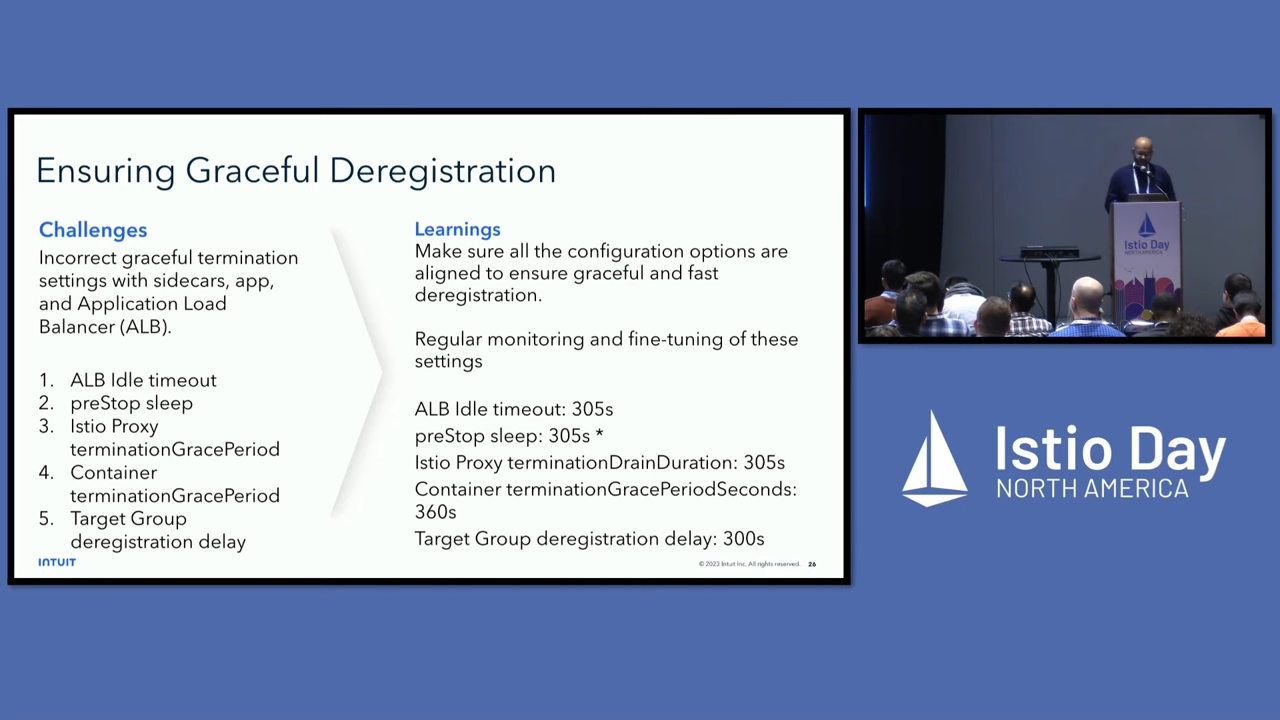 Ensuring Graceful Deregistration
Challenges
Incorrect graceful termination
settings with sidecars, app,
and Application Load
Balancer (ALB).
1. ALB Idle timeout
2. preStop sleep
3. Istio Proxy
terminationGracePeriod
4. Container
terminationGracePeriod
5. Target Group
deregistration delay
Learnings
Make sure all the configuration options are
aligned to ensure graceful and fast
deregistration.
Regular monitoring and fine-tuning of these
settings
ALB Idle timeout: 305s
preStop sleep: 305s *
Istio Proxy terminationDrainDuration: 305s
Container terminationGracePeriodSeconds:
360s
Target Group deregistration delay: 300s
INTUIT
© 2023 Intuit Inc. All rights reserved. 26
Istio Day
NORTH AMERICA
Istio Day
NORTH AMERICA